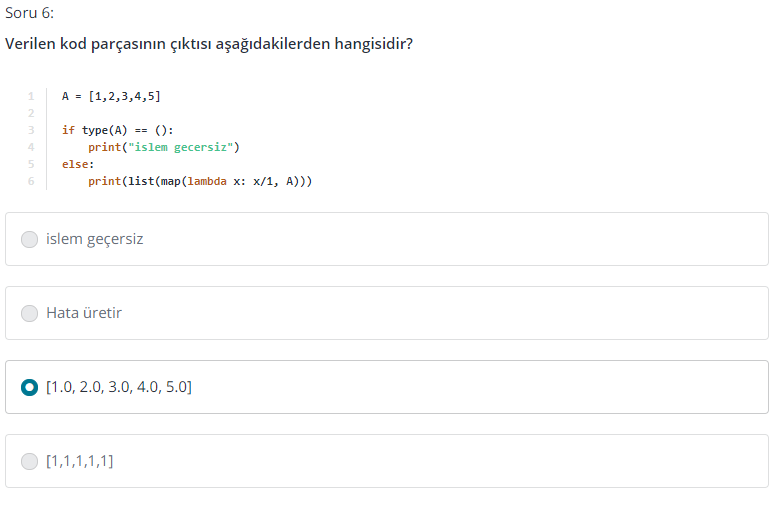 Soru 6:
Verilen kod parçasının çıktısı aşağıdakilerden hangisidir?
1 A = [1,2,3,4,5]
2
3 if type(A) == ():
4     print("islem gecersiz")
5 else:
6     print(list(map(lambda x: x/1, A)))
islem geçersiz
Hata üretir
[1.0, 2.0, 3.0, 4.0, 5.0]
[1,1,1,1,1]